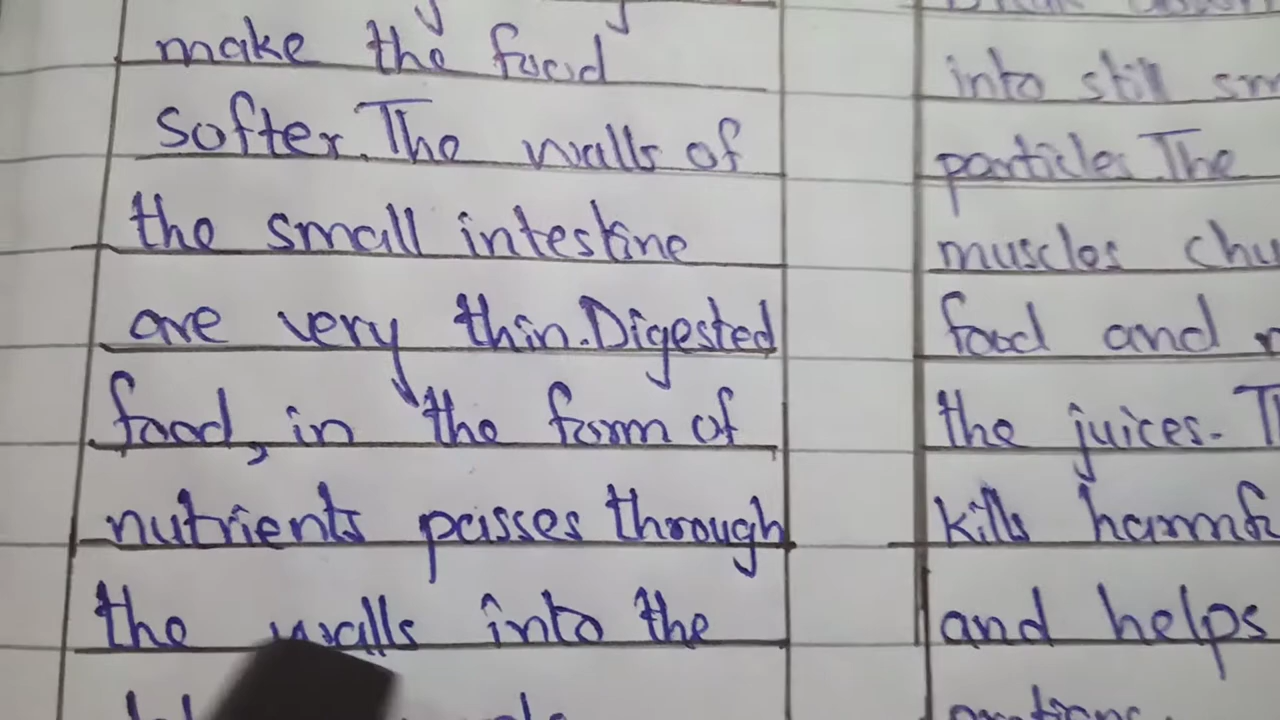 make the food
softer. The walls of
the small intestine
are very thin. Digested
food, in the form of
nutrients passes through
the walls into the
into still
particles. The
muscles
food and
the juices.
kills
and helps